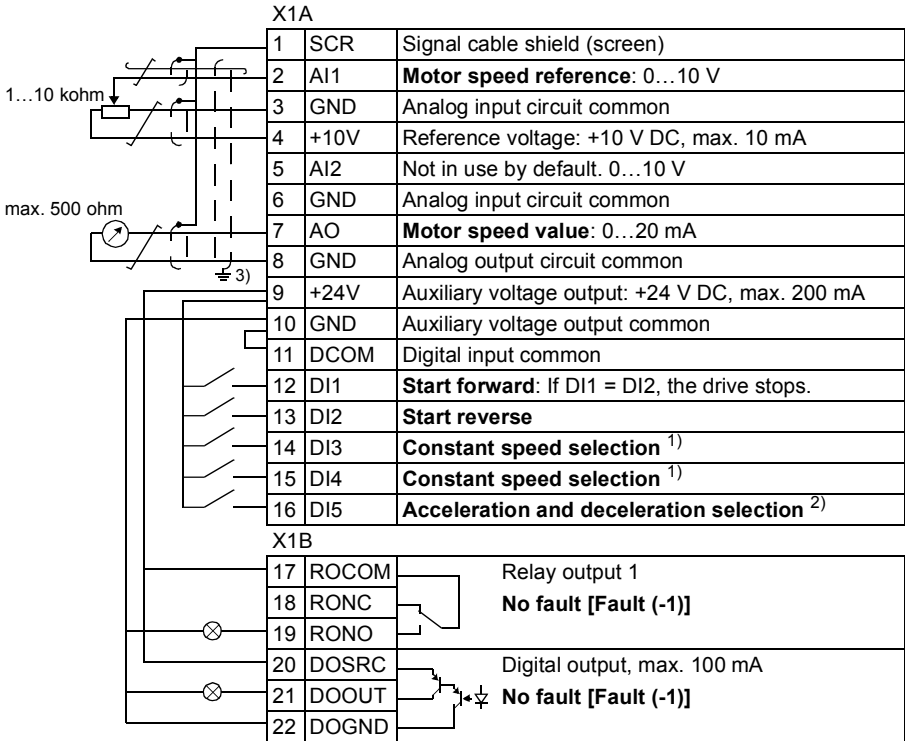 X1A
1 SCR Signal cable shield (screen)
2 AI1 Motor speed reference: 0…10 V
1…10 kohm
3 GND Analog input circuit common
4 +10V Reference voltage: +10 V DC, max. 10 mA
5 AI2 Not in use by default. 0…10 V
6 GND Analog input circuit common
max. 500 ohm
7 AO Motor speed value: 0…20 mA
8 GND Analog output circuit common
3)
9 +24V Auxiliary voltage output: +24 V DC, max. 200 mA
10 GND Auxiliary voltage output common
11 DCOM Digital input common
12 DI1 Start forward: If DI1 = DI2, the drive stops.
13 DI2 Start reverse
14 DI3 Constant speed selection 1)
15 DI4 Constant speed selection 1)
16 DI5 Acceleration and deceleration selection 2)
X1B
17 ROCOM Relay output 1
18 RONC No fault [Fault (-1)]
19 RONO
20 DOSRC Digital output, max. 100 mA
21 DOOUT No fault [Fault (-1)]
22 DOGND